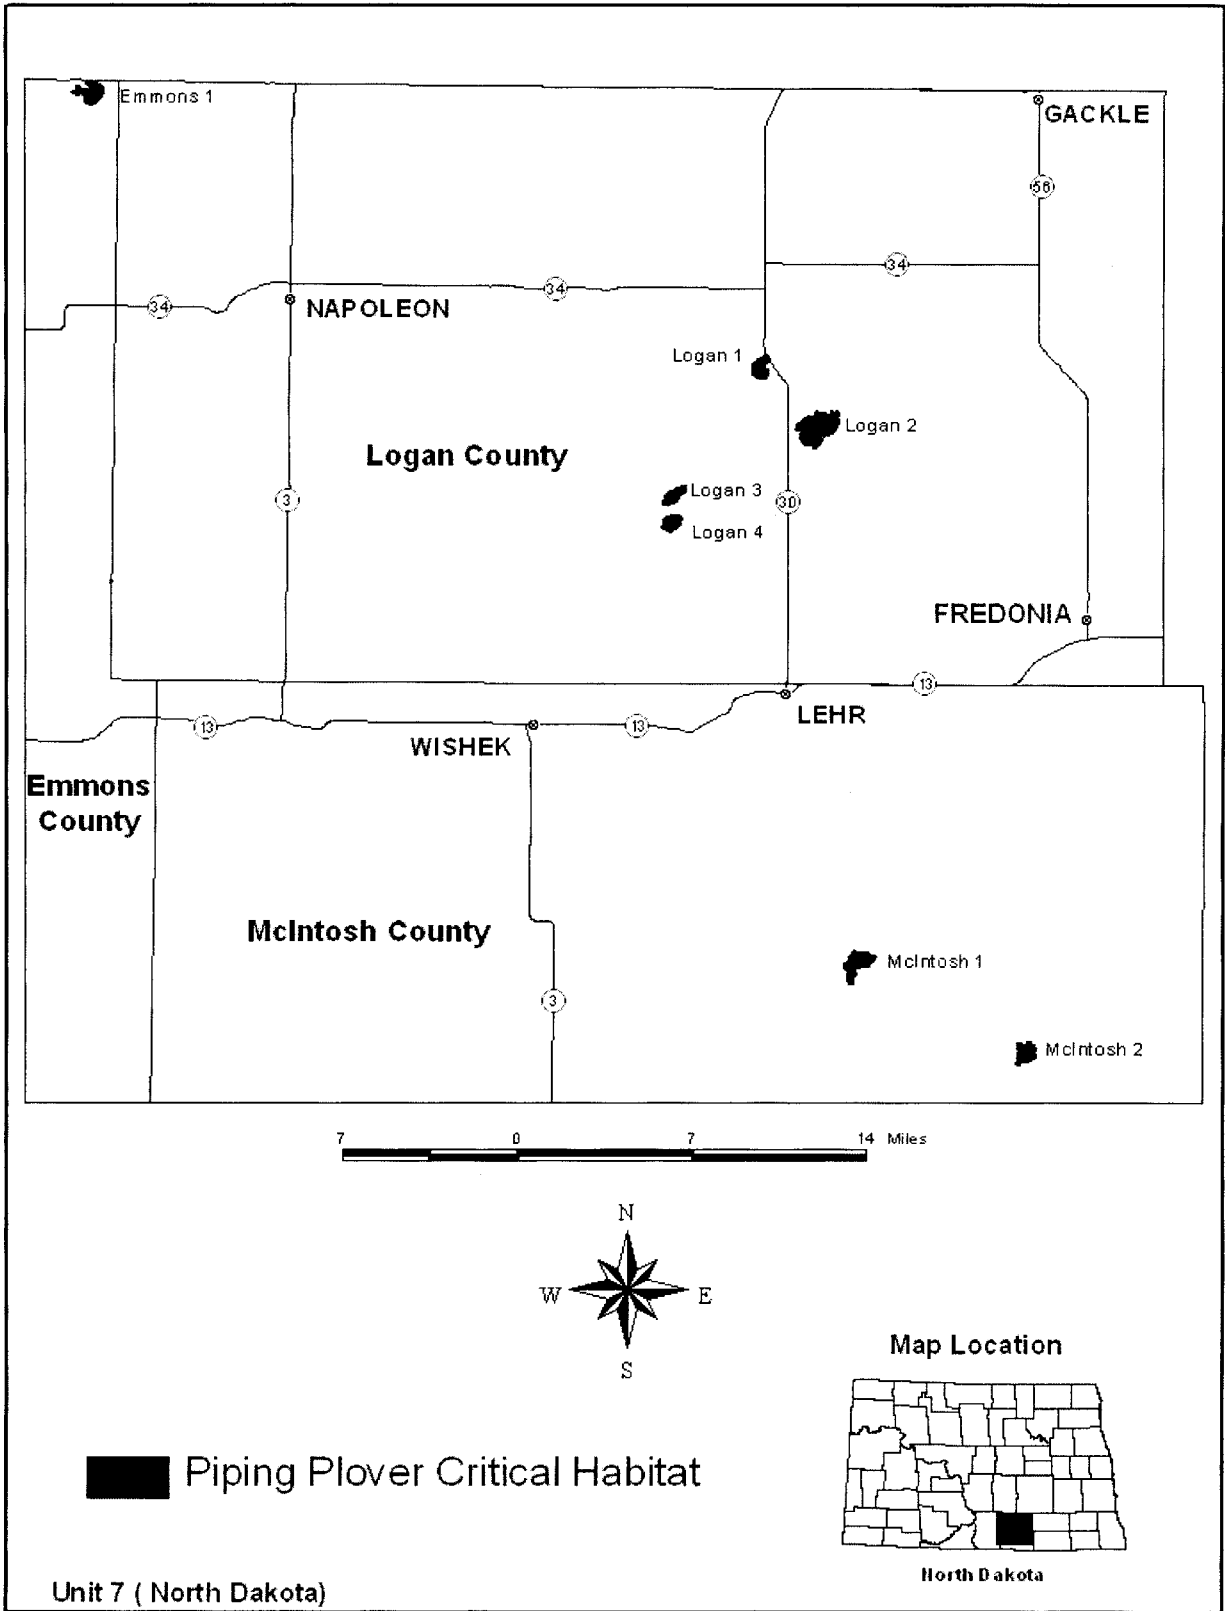 Emmons 1
GACKLE
56
34
34
34
NAPOLEON
Logan 1
Logan 2
Logan County
3
Logan 3
30
Logan 4
FREDONIA
13
LEHR
13
13
WISHEK
Emmons
County
McIntosh County
McIntosh 1
3
McIntosh 2
7 0 7 14 Miles
N
W E
S
Map Location
Piping Plover Critical Habitat
North Dakota
Unit 7 ( North Dakota)